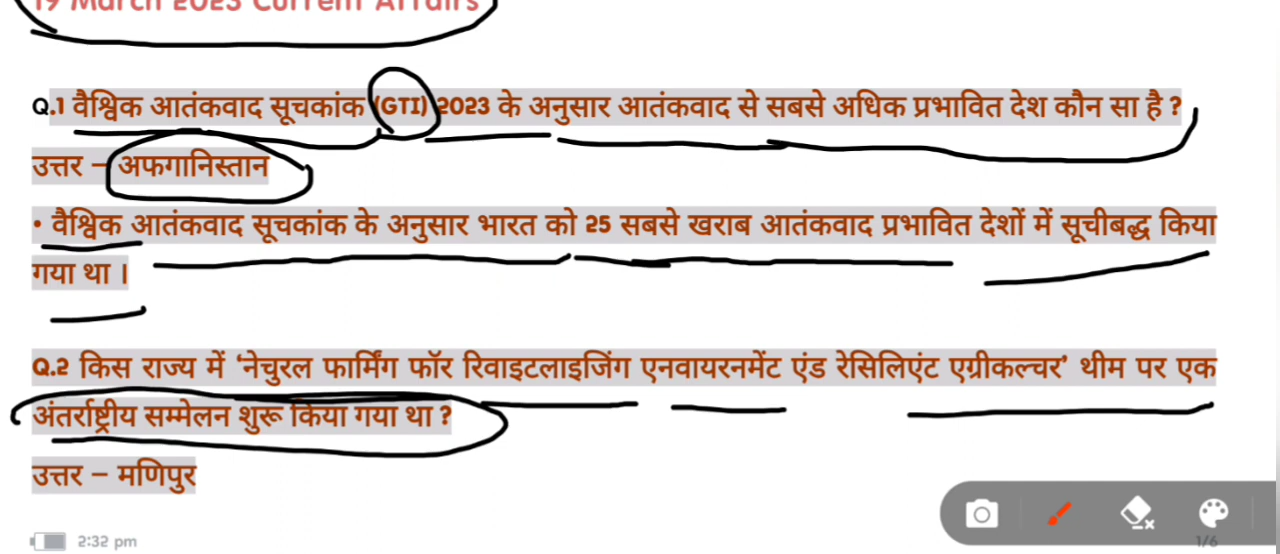 19 March 2023 Current Affairs
Q.1 वैश्विक आतंकवाद सूचकांक (GTI) 2023 के अनुसार आतंकवाद से सबसे अधिक प्रभावित देश कौन सा है ?
उत्तर – अफगानिस्तान
• वैश्विक आतंकवाद सूचकांक के अनुसार भारत को 25 सबसे खराब आतंकवाद प्रभावित देशों में सूचीबद्ध किया
गया था ।
Q.2 किस राज्य में 'नेचुरल फार्मिंग फॉर रिवाइटलाइजिंग एनवायरनमेंट एंड रेसिलिएंट एग्रीकल्चर' थीम पर एक
अंतर्राष्ट्रीय सम्मेलन शुरू किया गया था ?
उत्तर – मणिपुर
2:32 pm
1/6